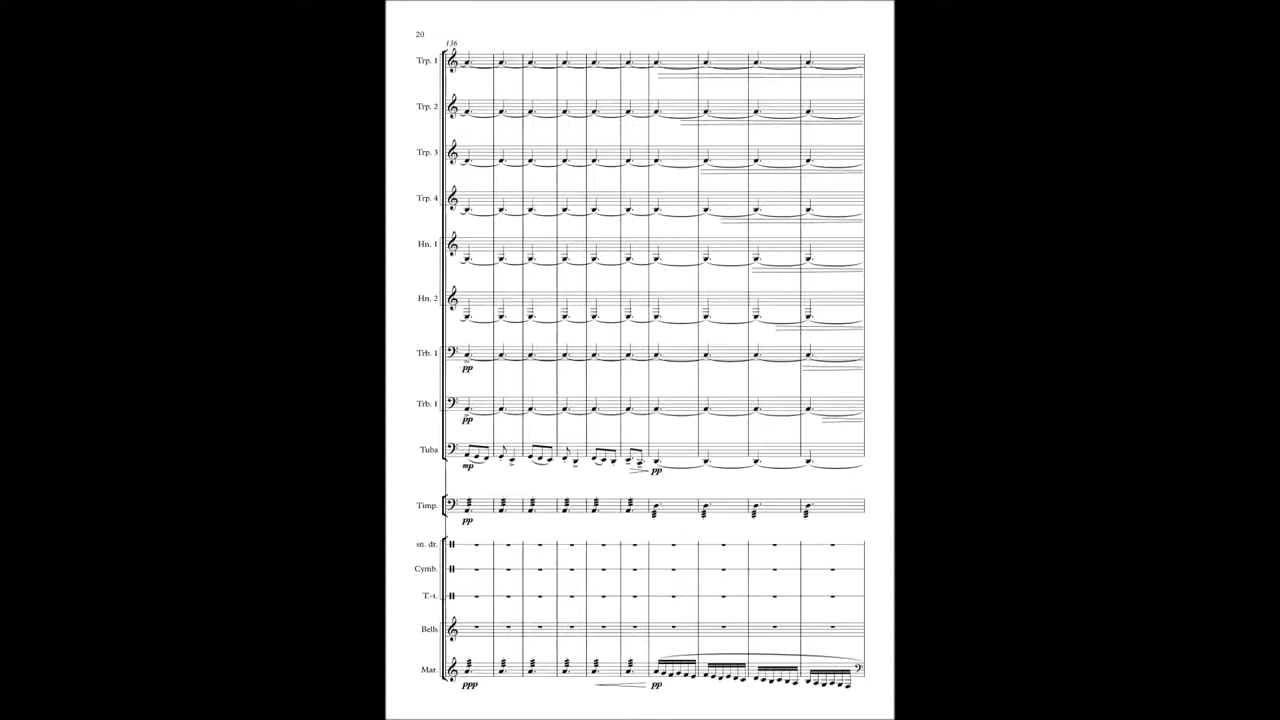 20
136
Trp. 1
Trp. 2
Trp. 3
Trp. 4
Hn. 1
Hn. 2
Trb. 1
pp
Trb. 1
pp
Tuba
mp
pp
Timp.
pp
sn. dr.
Cymb.
T.-t.
Bells
Mar.
ppp
pp